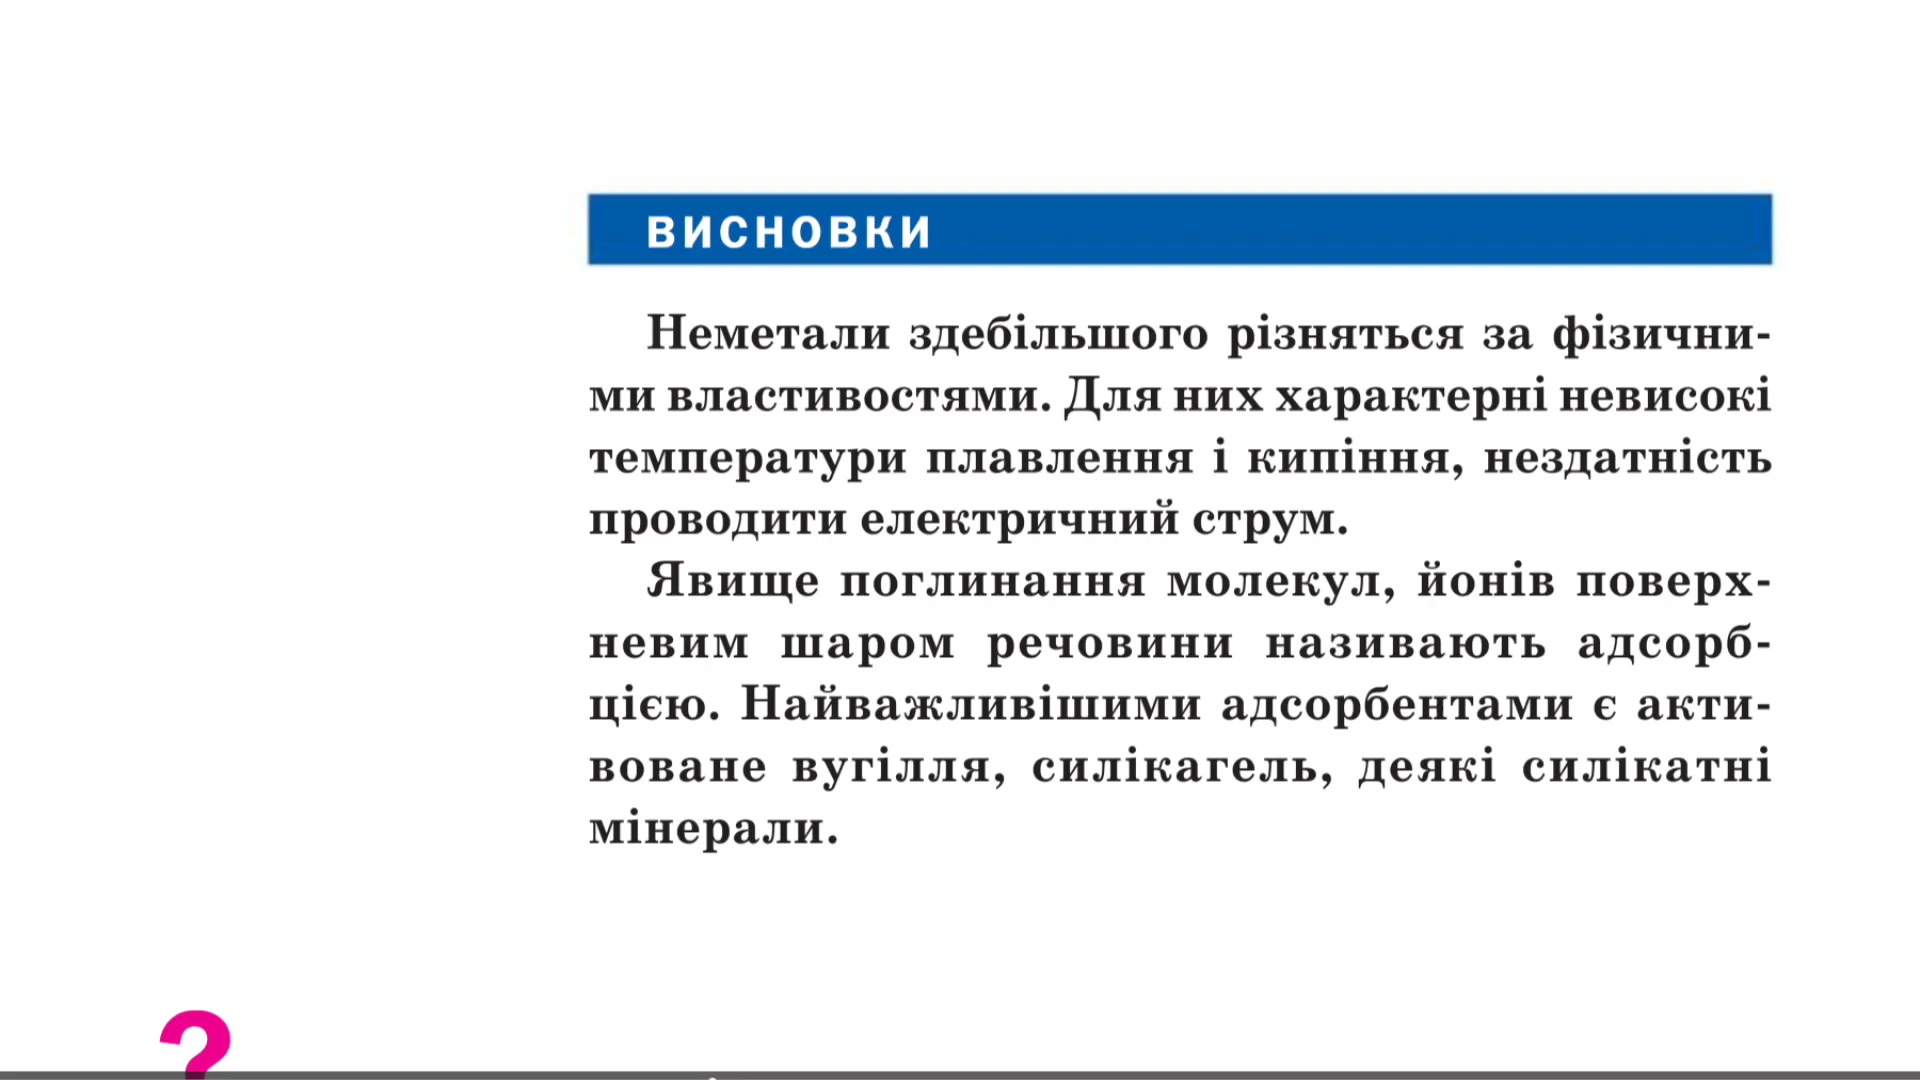 ВИСНОВКИ
Неметали здебільшого різняться за фізични-
ми властивостями. Для них характерні невисокі
температури плавлення і кипіння, нездатність
проводити електричний струм.
Явище поглинання молекул, йонів поверх-
невим шаром речовини називають адсорб-
цією. Найважливішими адсорбентами є акти-
воване вугілля, силікагель, деякі силікатні
мінерали.
?